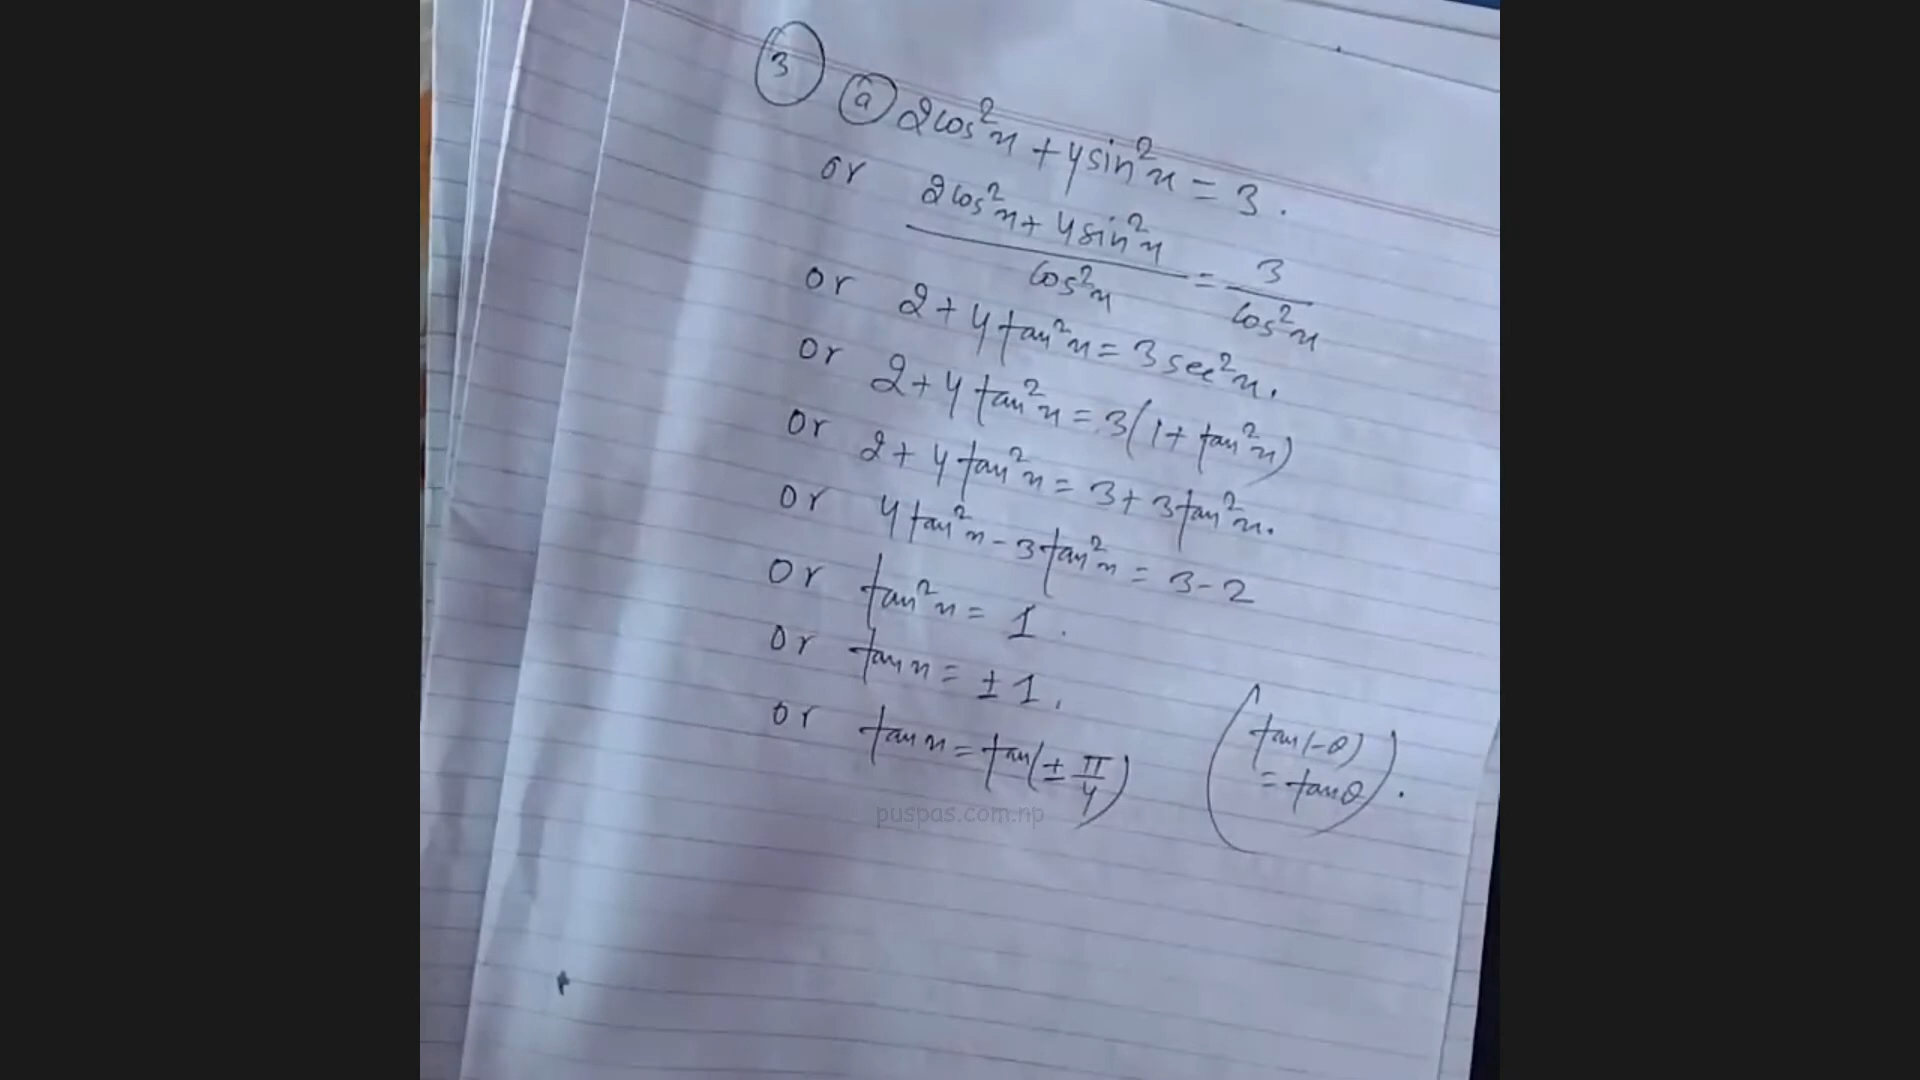 3 a 2cos²x + 4sin²x = 3.
or (2cos²x + 4sin²x)/cos²x = 3/cos²x
or 2 + 4tan²x = 3sec²x.
or 2 + 4tan²x = 3(1 + tan²x)
or 2 + 4tan²x = 3 + 3tan²x.
or 4tan²x - 3tan²x = 3 - 2
or tan²x = 1.
or tan x = ±1.
or tan x = tan(± π/4) (tan(-θ)
= tanθ).
puspas.com.np